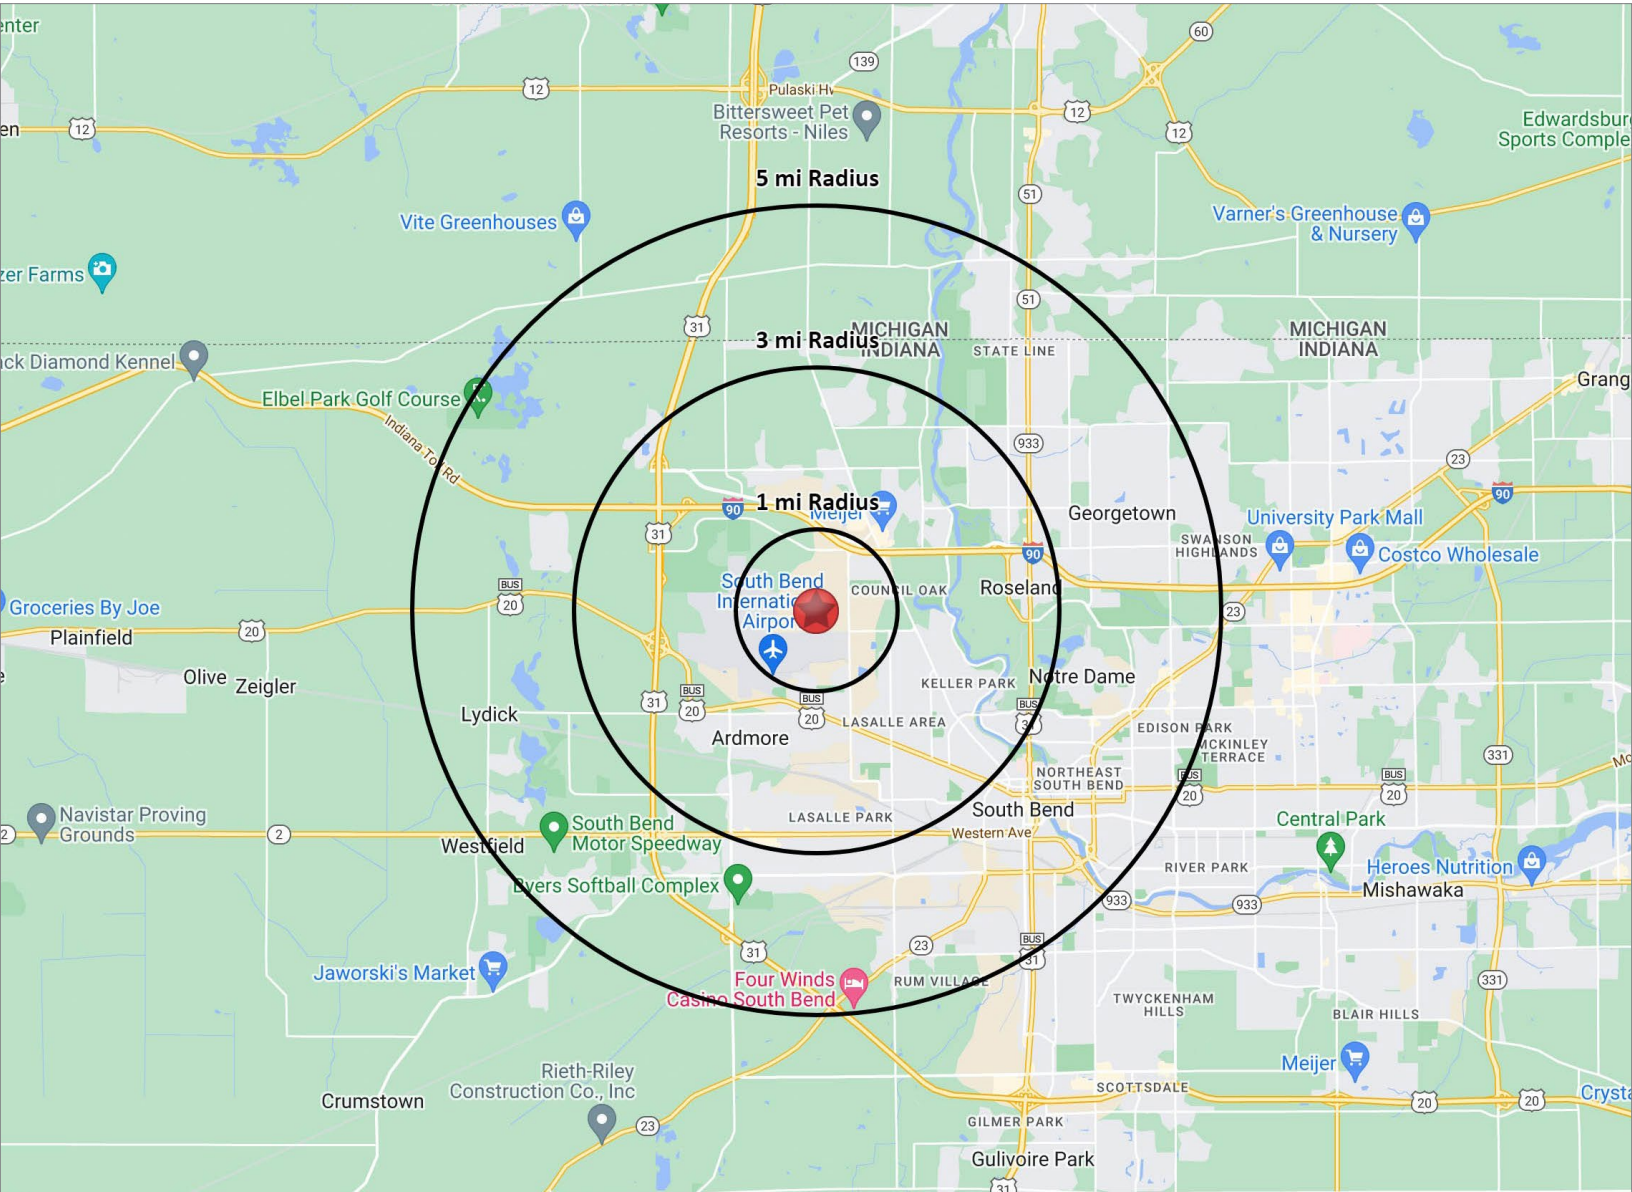 enter
60
139
12
Pulaski Hw
Bittersweet Pet
Resorts - Niles
12
12
12
en
Edwardsburg
Sports Comple
5 mi Radius
51
Vite Greenhouses
Varner's Greenhouse
& Nursery
zer Farms
51
31
MICHIGAN
INDIANA
3 mi Radius
STATE LINE
MICHIGAN
INDIANA
ack Diamond Kennel
Grang
Elbel Park Golf Course
Indiana Toll Rd
933
23
90
1 mi Radius
90
Meijer
Georgetown
University Park Mall
31
SWANSON
HIGHLANDS
90
Costco Wholesale
South Bend
Internatio
Airport
COUNCIL OAK
Roseland
BUS
20
Groceries By Joe
23
Plainfield
20
Olive
Zeigler
KELLER PARK
Notre Dame
31
BUS
20
BUS
20
BUS
31
Lydick
LASALLE AREA
EDISON PARK
Ardmore
MCKINLEY
TERRACE
331
NORTHEAST
SOUTH BEND
BUS
20
BUS
20
Mc
South Bend
Navistar Proving
Grounds
South Bend
Motor Speedway
LASALLE PARK
Central Park
2
2
Western Ave
Westfield
RIVER PARK
Heroes Nutrition
Mishawaka
Byers Softball Complex
933
933
23
BUS
31
31
Jaworski's Market
Four Winds
Casino South Bend
RUM VILLAGE
331
TWYCKENHAM
HILLS
BLAIR HILLS
Meijer
Rieth-Riley
Construction Co., Inc
SCOTTSDALE
Crumstown
20
20
Crysta
23
GILMER PARK
Gulivoire Park
31